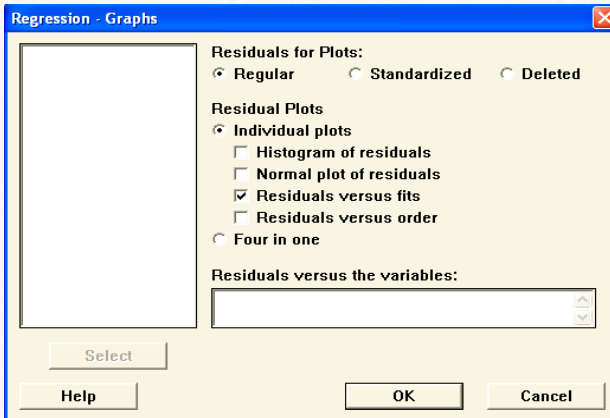 Regression - Graphs
Residuals for Plots:
Regular Standardized Deleted
Residual Plots
Individual plots
Histogram of residuals
Normal plot of residuals
Residuals versus fits
Residuals versus order
Four in one
Residuals versus the variables:
Select
Help OK Cancel